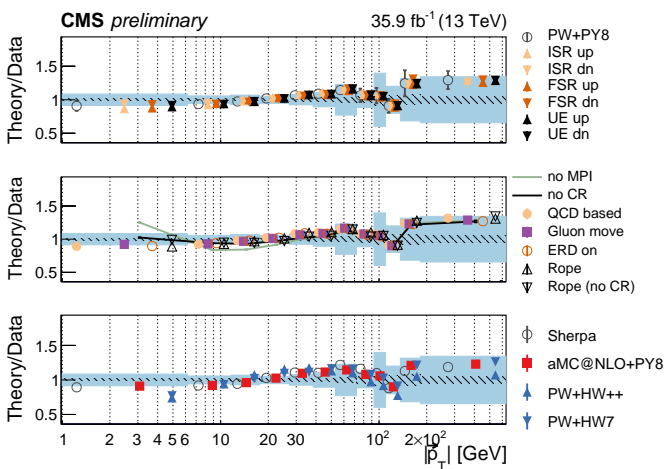 CMS preliminary 35.9 fb⁻¹ (13 TeV)
Theory/Data
1.5
1
0.5
PW+PY8
ISR up
ISR dn
FSR up
FSR dn
UE up
UE dn
Theory/Data
1.5
1
0.5
no MPI
no CR
QCD based
Gluon move
ERD on
Rope
Rope (no CR)
Theory/Data
1.5
1
0.5
Sherpa
aMC@NLO+PY8
PW+HW++
PW+HW7
1 2 3 4 5 6 10 20 30 10² 2×10²
|p⃗_T| [GeV]